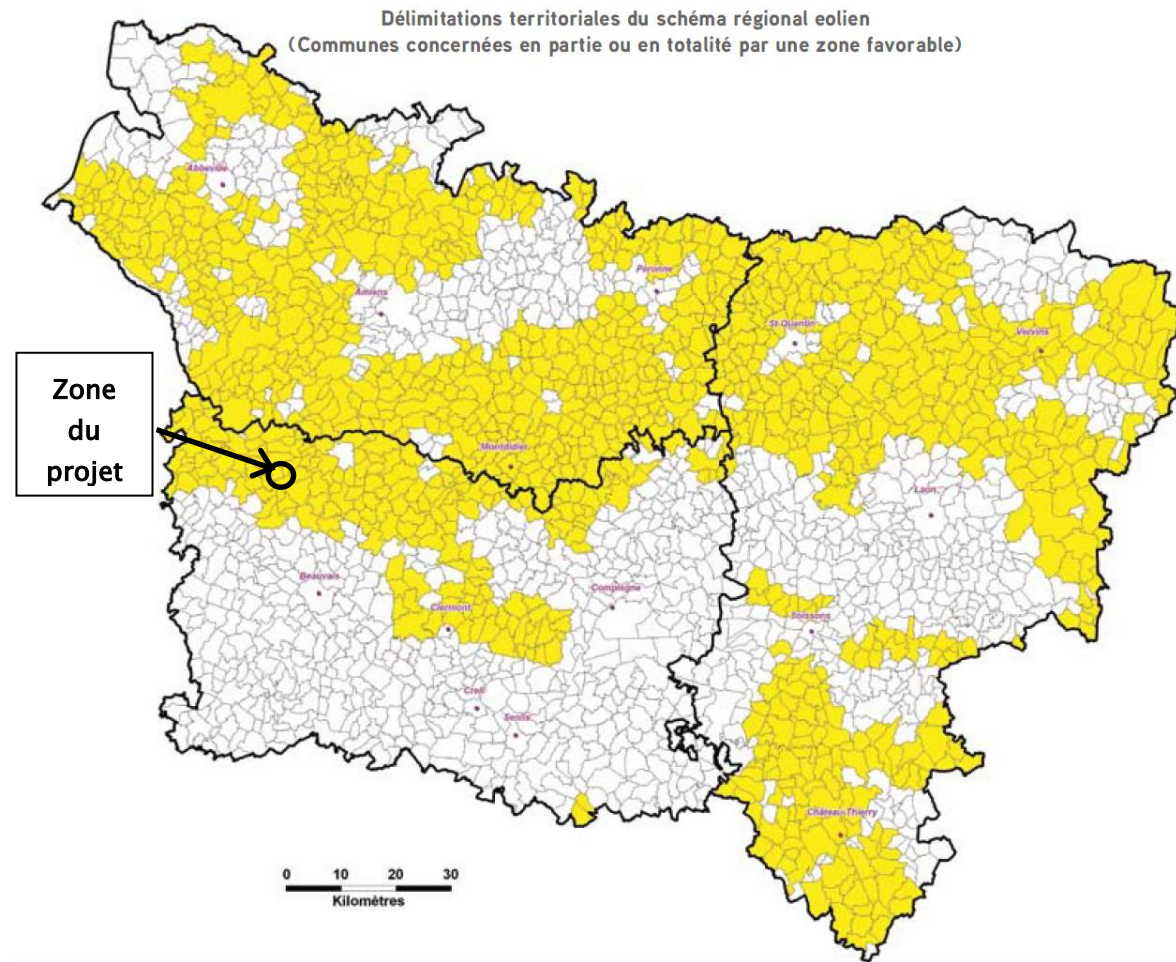 Délimitations territoriales du schéma régional eolien
(Communes concernées en partie ou en totalité par une zone favorable)
Abbeville
Amiens
Péronne
St Quentin
Vervins
Zone
du
projet
Montdidier
Laon
Beauvais
Compiègne
Clermont
Soissons
Creil
Senlis
Château-Thierry
0 10 20 30
Kilomètres